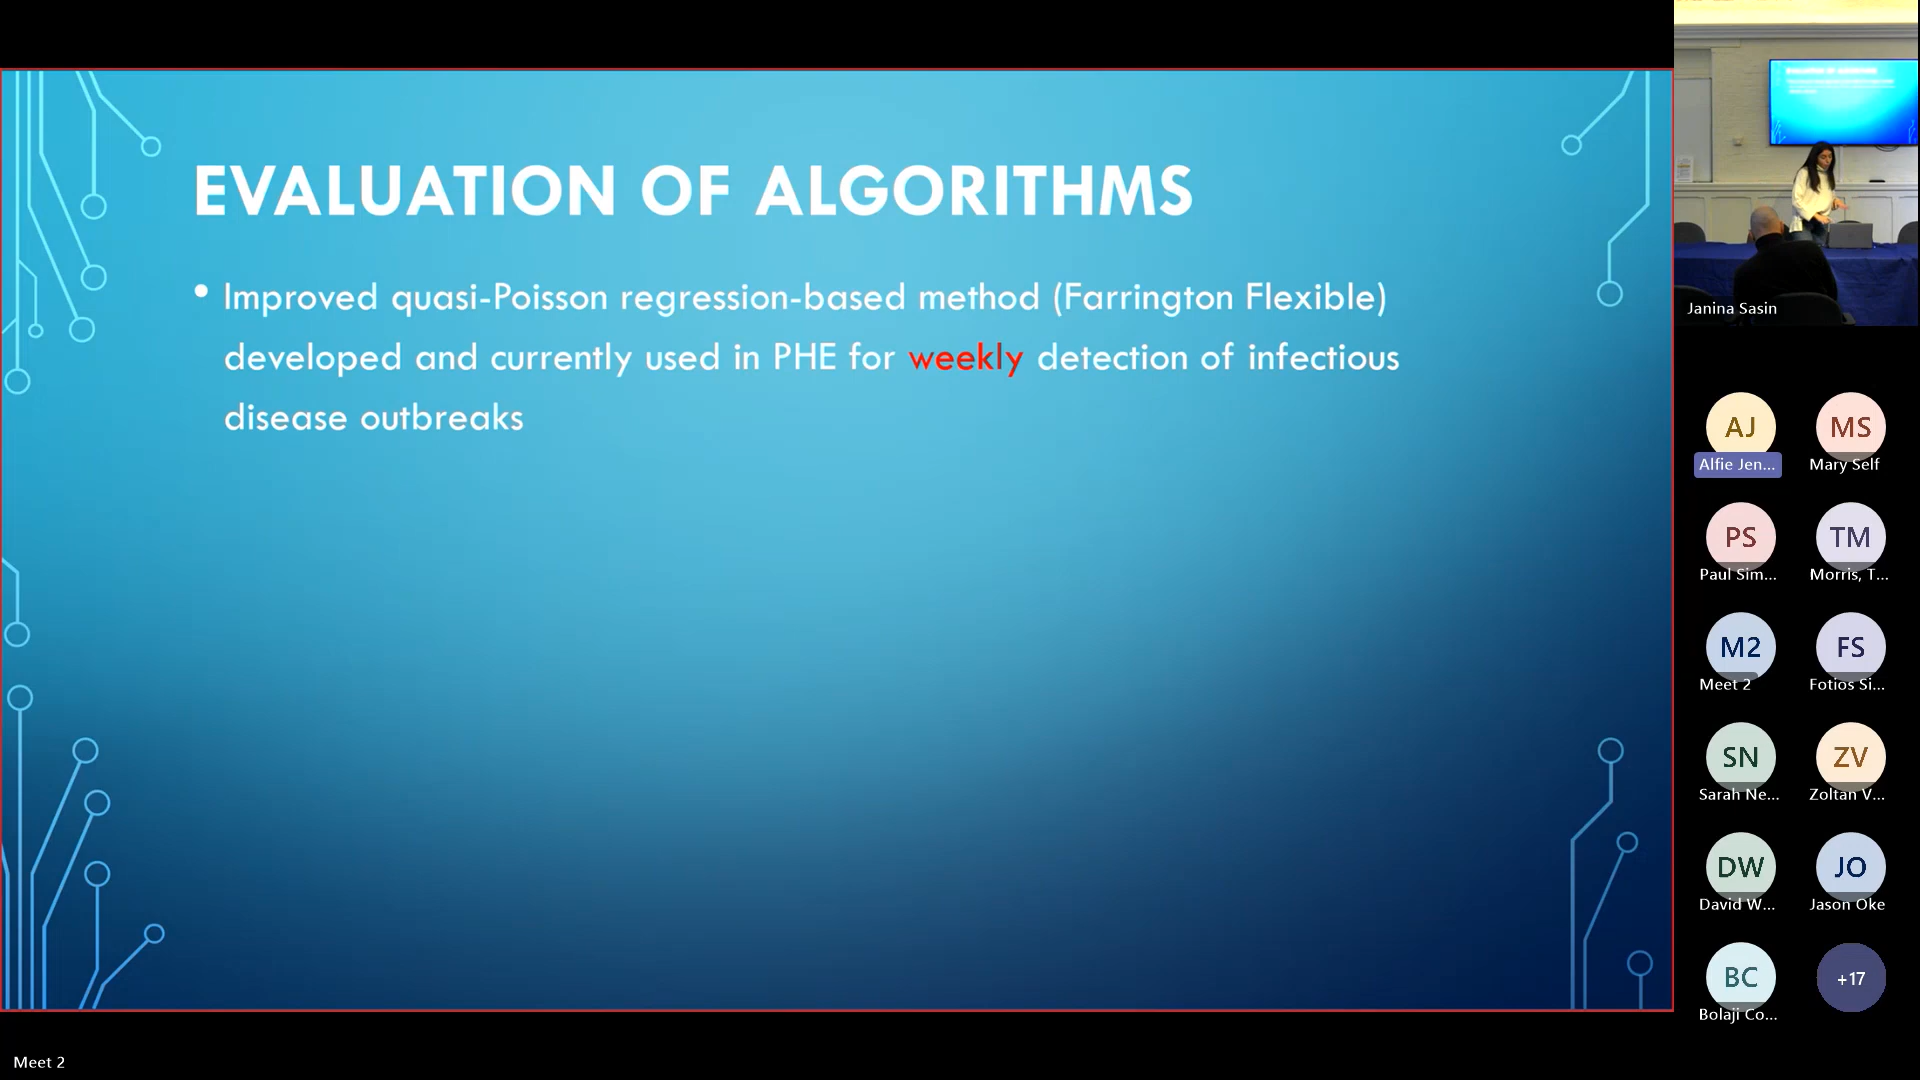 EVALUATION OF ALGORITHMS
• Improved quasi-Poisson regression-based method (Farrington Flexible)
developed and currently used in PHE for weekly detection of infectious
disease outbreaks
Janina Sasin
AJ
Alfie Jen...
MS
Mary Self
PS
Paul Sim...
TM
Morris, T...
M2
Meet 2
FS
Fotios Si...
SN
Sarah Ne...
ZV
Zoltan V...
DW
David W...
JO
Jason Oke
BC
Bolaji Co...
+17
Meet 2